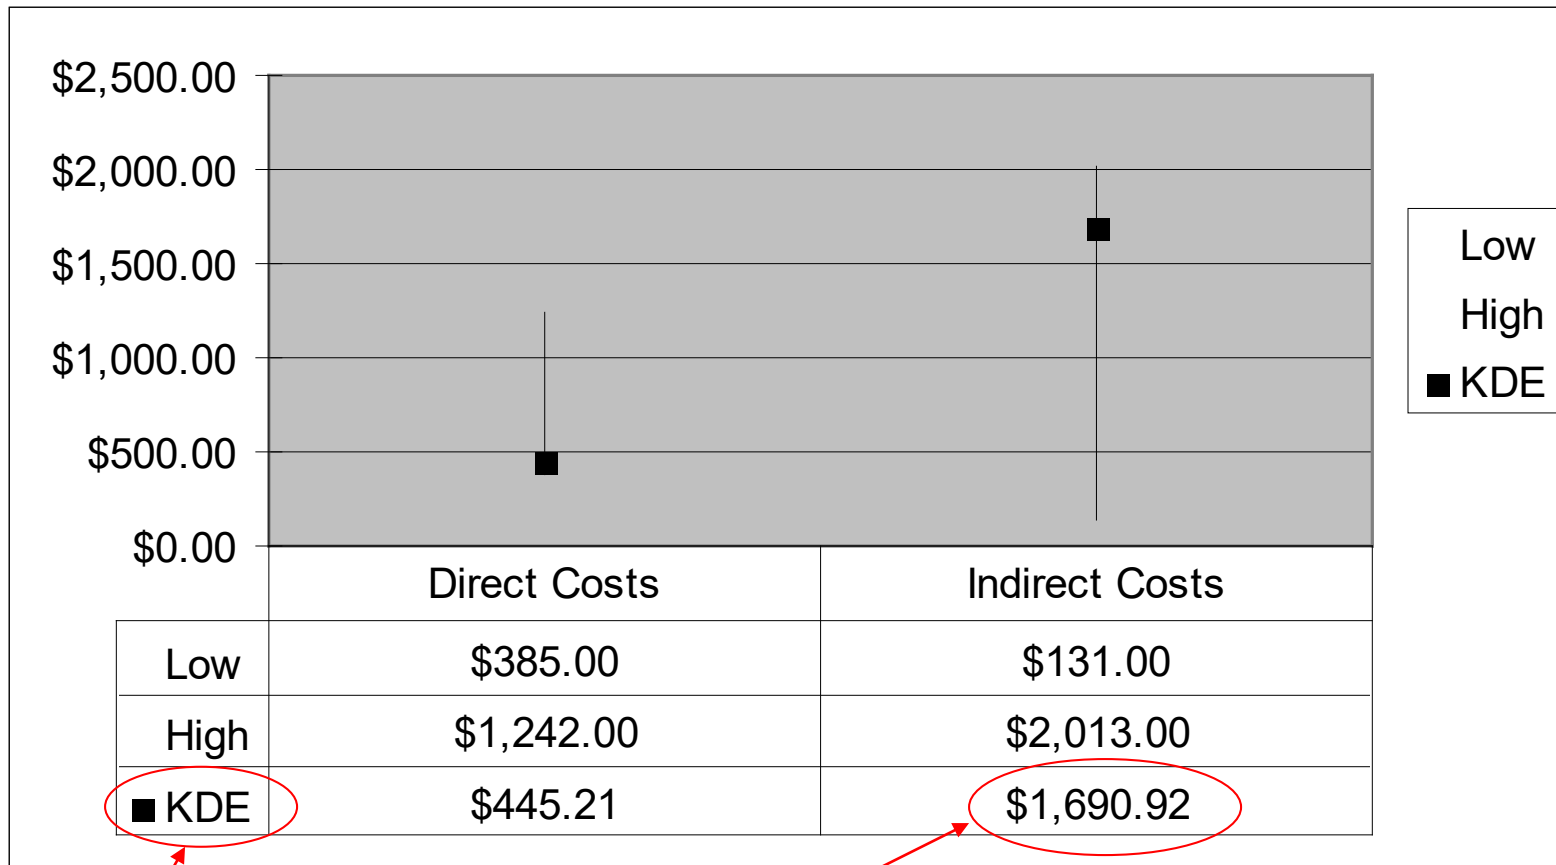 $2,500.00
$2,000.00
$1,500.00
$1,000.00
$500.00
$0.00
Low
High
KDE
Direct Costs Indirect Costs
Low $385.00 $131.00
High $1,242.00 $2,013.00
KDE $445.21 $1,690.92